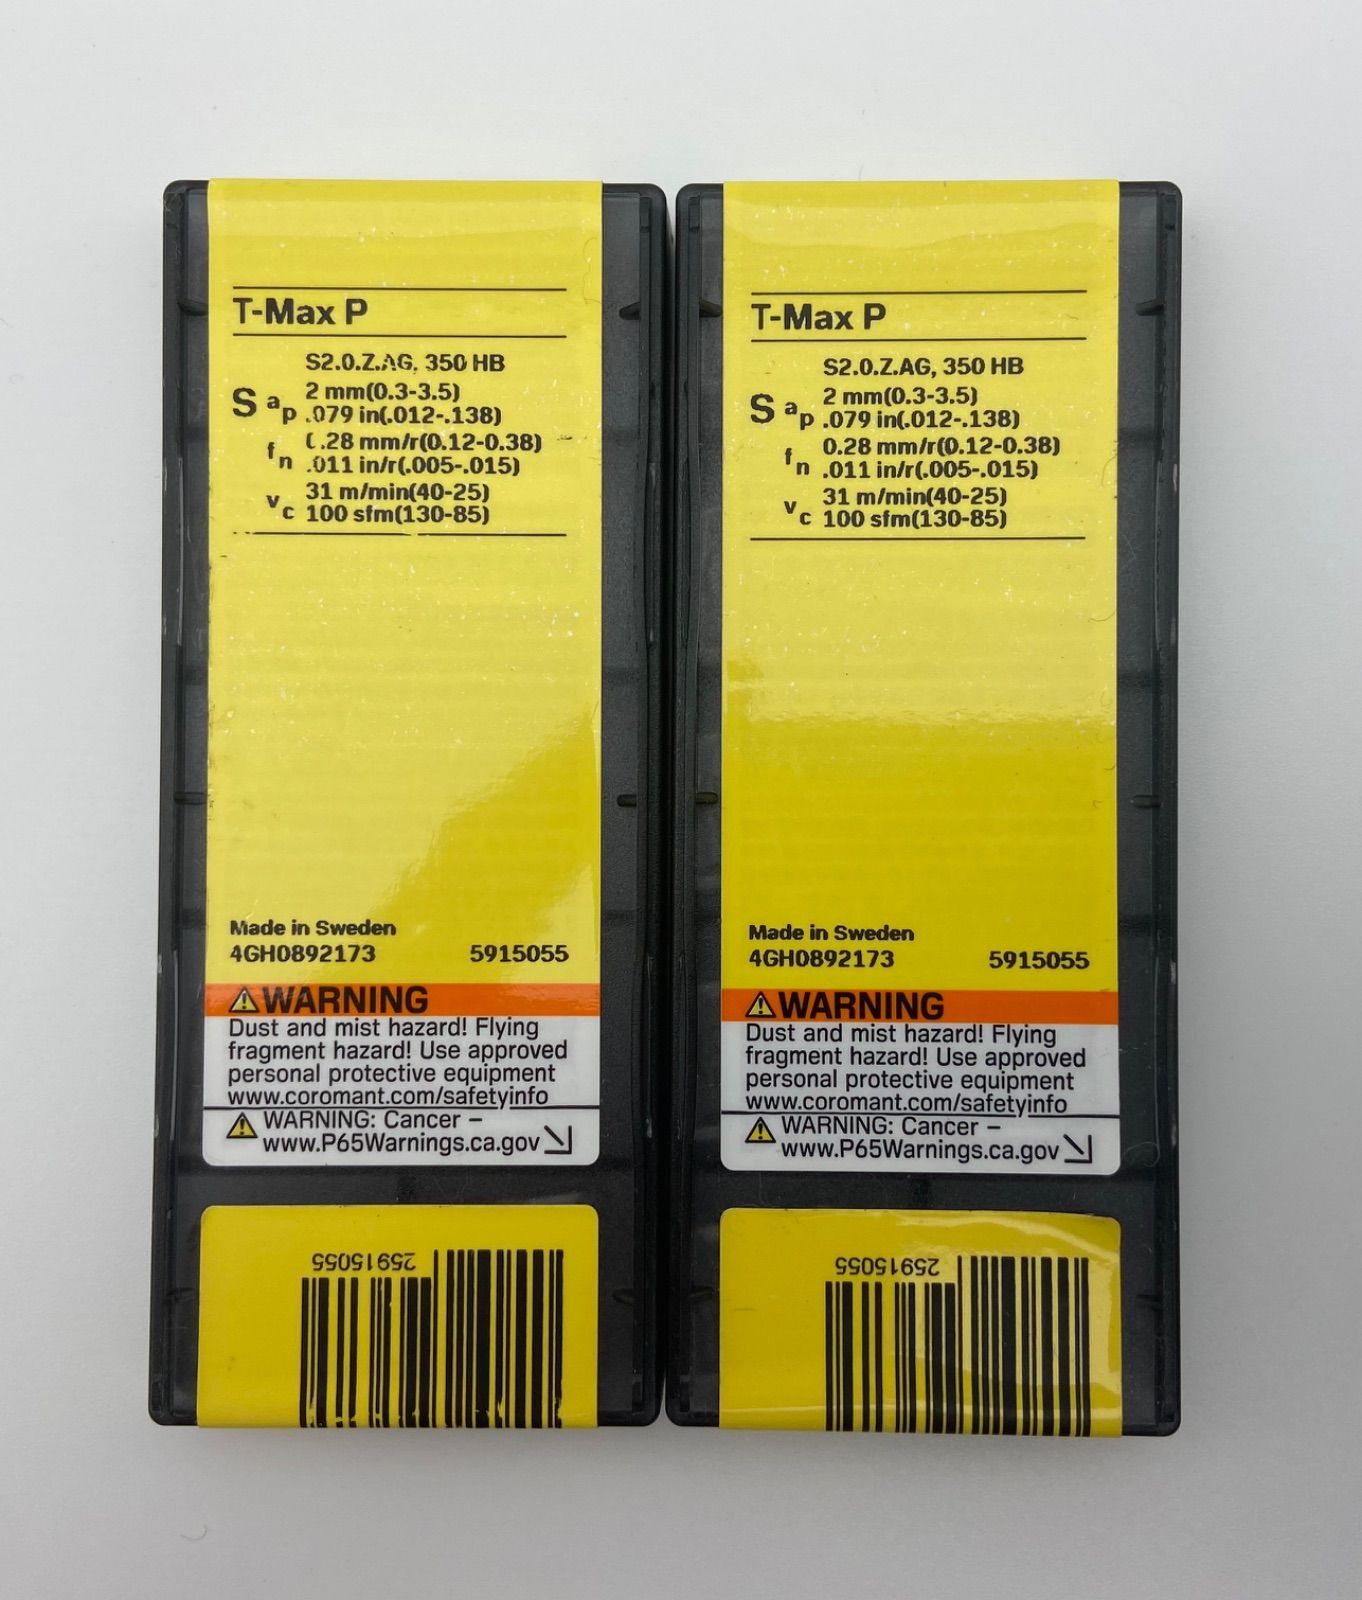 T-Max P
S2.0.Z.AG, 350 HB
S ap 2 mm(0.3-3.5)
.079 in(.012-.138)
fn 0.28 mm/r(0.12-0.38)
.011 in/r(.005-.015)
vc 31 m/min(40-25)
100 sfm(130-85)
Made in Sweden
4GH0892173 5915055
⚠WARNING
Dust and mist hazard! Flying
fragment hazard! Use approved
personal protective equipment
www.coromant.com/safetyinfo
⚠ WARNING: Cancer –
www.P65Warnings.ca.gov
25915055
T-Max P
S2.0.Z.AG, 350 HB
S ap 2 mm(0.3-3.5)
.079 in(.012-.138)
fn 0.28 mm/r(0.12-0.38)
.011 in/r(.005-.015)
vc 31 m/min(40-25)
100 sfm(130-85)
Made in Sweden
4GH0892173 5915055
⚠WARNING
Dust and mist hazard! Flying
fragment hazard! Use approved
personal protective equipment
www.coromant.com/safetyinfo
⚠ WARNING: Cancer –
www.P65Warnings.ca.gov
25915055